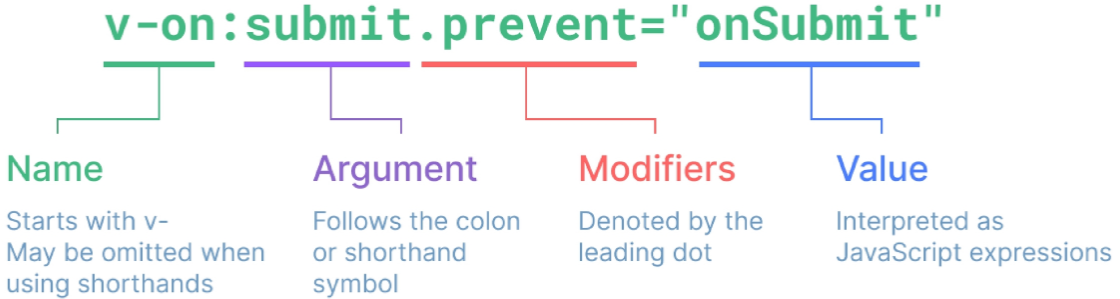 v-on:submit.prevent="onSubmit"
Name
Starts with v-
May be omitted when
using shorthands
Argument
Follows the colon
or shorthand
symbol
Modifiers
Denoted by the
leading dot
Value
Interpreted as
JavaScript expressions